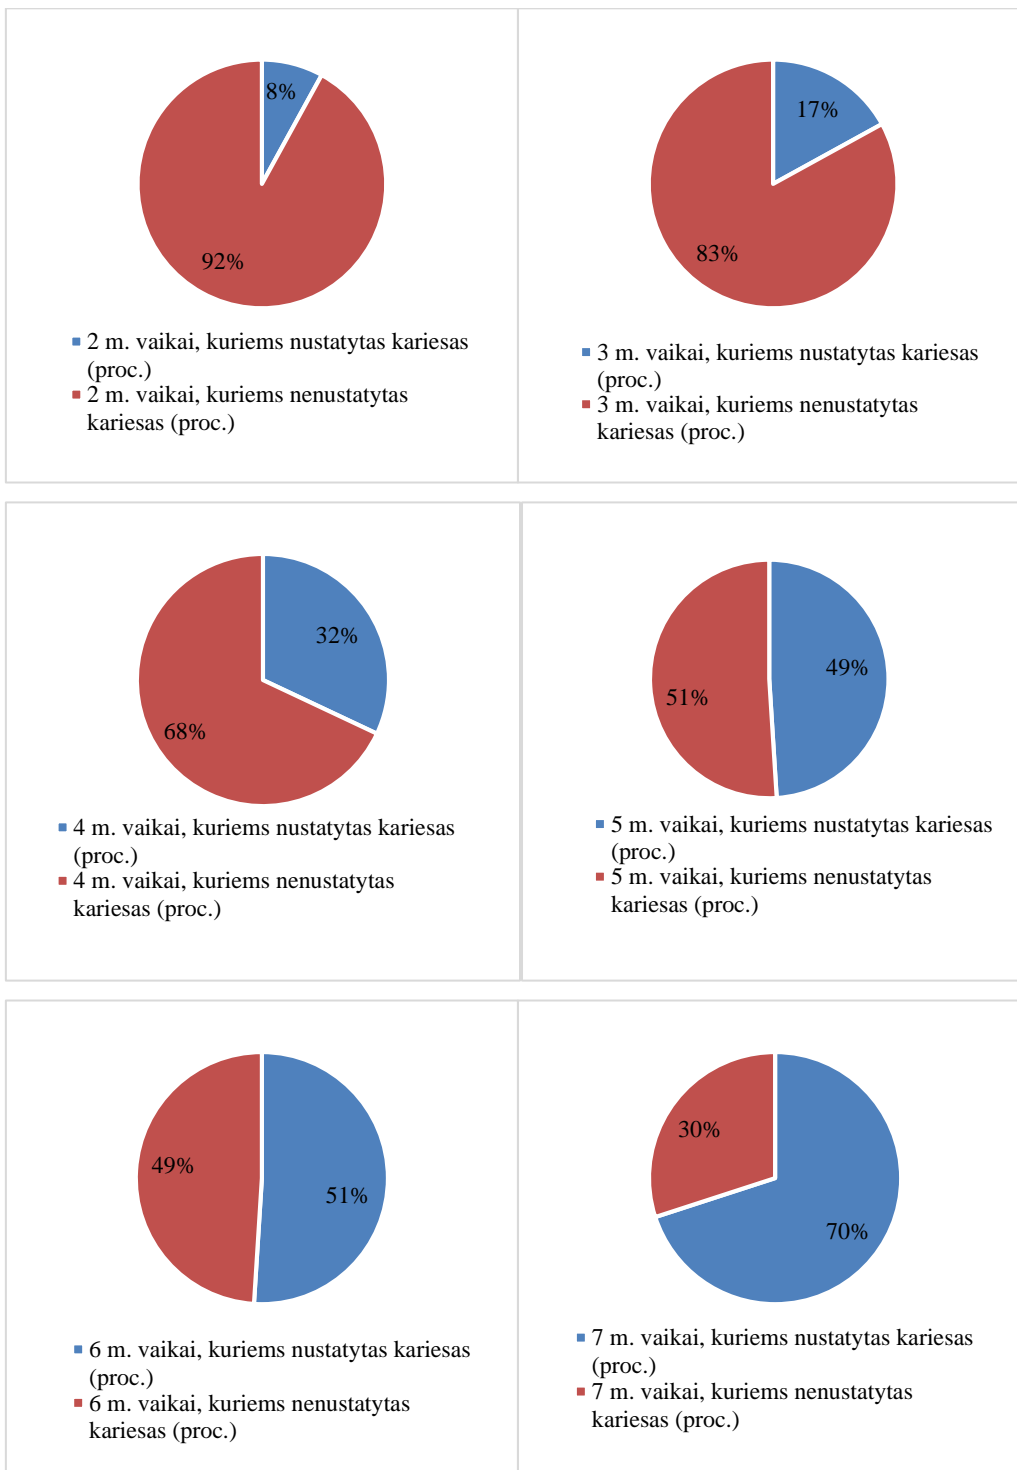 8%
92%
2 m. vaikai, kuriems nustatytas kariesas
(proc.)
2 m. vaikai, kuriems nenustatytas
kariesas (proc.)
17%
83%
3 m. vaikai, kuriems nustatytas kariesas
(proc.)
3 m. vaikai, kuriems nenustatytas
kariesas (proc.)
32%
68%
4 m. vaikai, kuriems nustatytas kariesas
(proc.)
4 m. vaikai, kuriems nenustatytas
kariesas (proc.)
49%
51%
5 m. vaikai, kuriems nustatytas kariesas
(proc.)
5 m. vaikai, kuriems nenustatytas
kariesas (proc.)
49%
51%
6 m. vaikai, kuriems nustatytas kariesas
(proc.)
6 m. vaikai, kuriems nenustatytas
kariesas (proc.)
30%
70%
7 m. vaikai, kuriems nustatytas kariesas
(proc.)
7 m. vaikai, kuriems nenustatytas
kariesas (proc.)